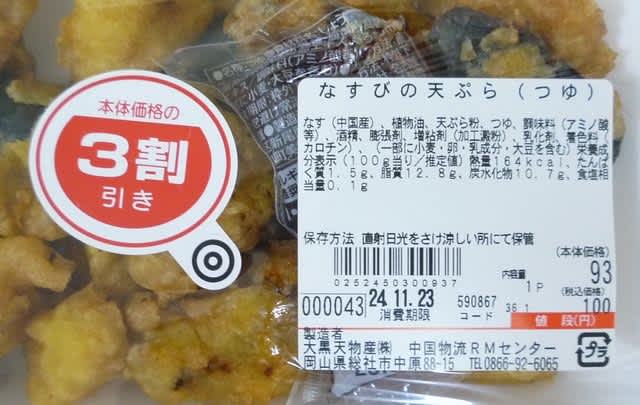 本体価格の
3割
引き
なすびの天ぷら(つゆ)
なす(中国産)、植物油、天ぷら粉、つゆ、調味料(アミノ酸
等)、酒精、膨張剤、増粘剤(加工澱粉)、乳化剤、着色料(
カロチン)、(一部に小麦・卵・乳成分・大豆を含む)栄養成
分表示(100g当り/推定値)熱量164kcal、たんぱ
く質1.5g、脂質12.8g、炭水化物10.7g、食塩相
当量0.1g
保存方法 直射日光をさけ涼しい所にて保管
0252450300937
(本体価格)
内容量
1P
93
000043
24.11.23
消費期限
590867
コード
36 1
(税込価格)
100
値 段(円)
製造者
大黒天物産㈱ 中国物流RMセンター
岡山県総社市中原88-15 TEL0866-92-6065
プラ